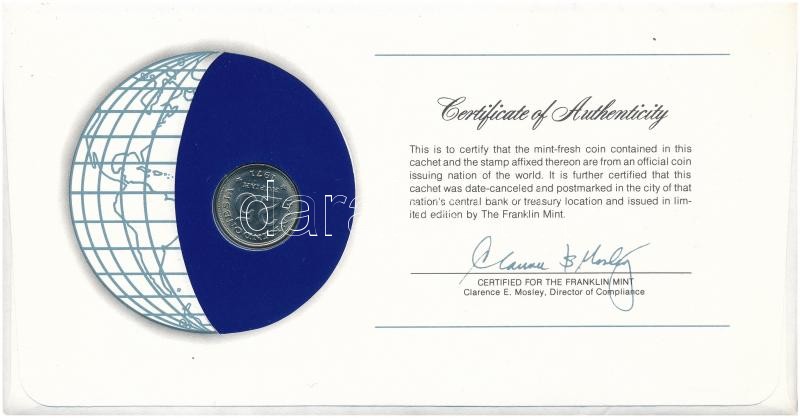 Certificate of Authenticity
This is to certify that the mint-fresh coin contained in this
cachet and the stamp affixed thereon are from an official coin
issuing nation of the world. It is further certified that this
cachet was date-canceled and postmarked in the city of that
nation's central bank or treasury location and issued in lim-
ited edition by The Franklin Mint.
CERTIFIED FOR THE FRANKLIN MINT
Clarence E. Mosley, Director of Compliance
1971
INDONESIA
dara